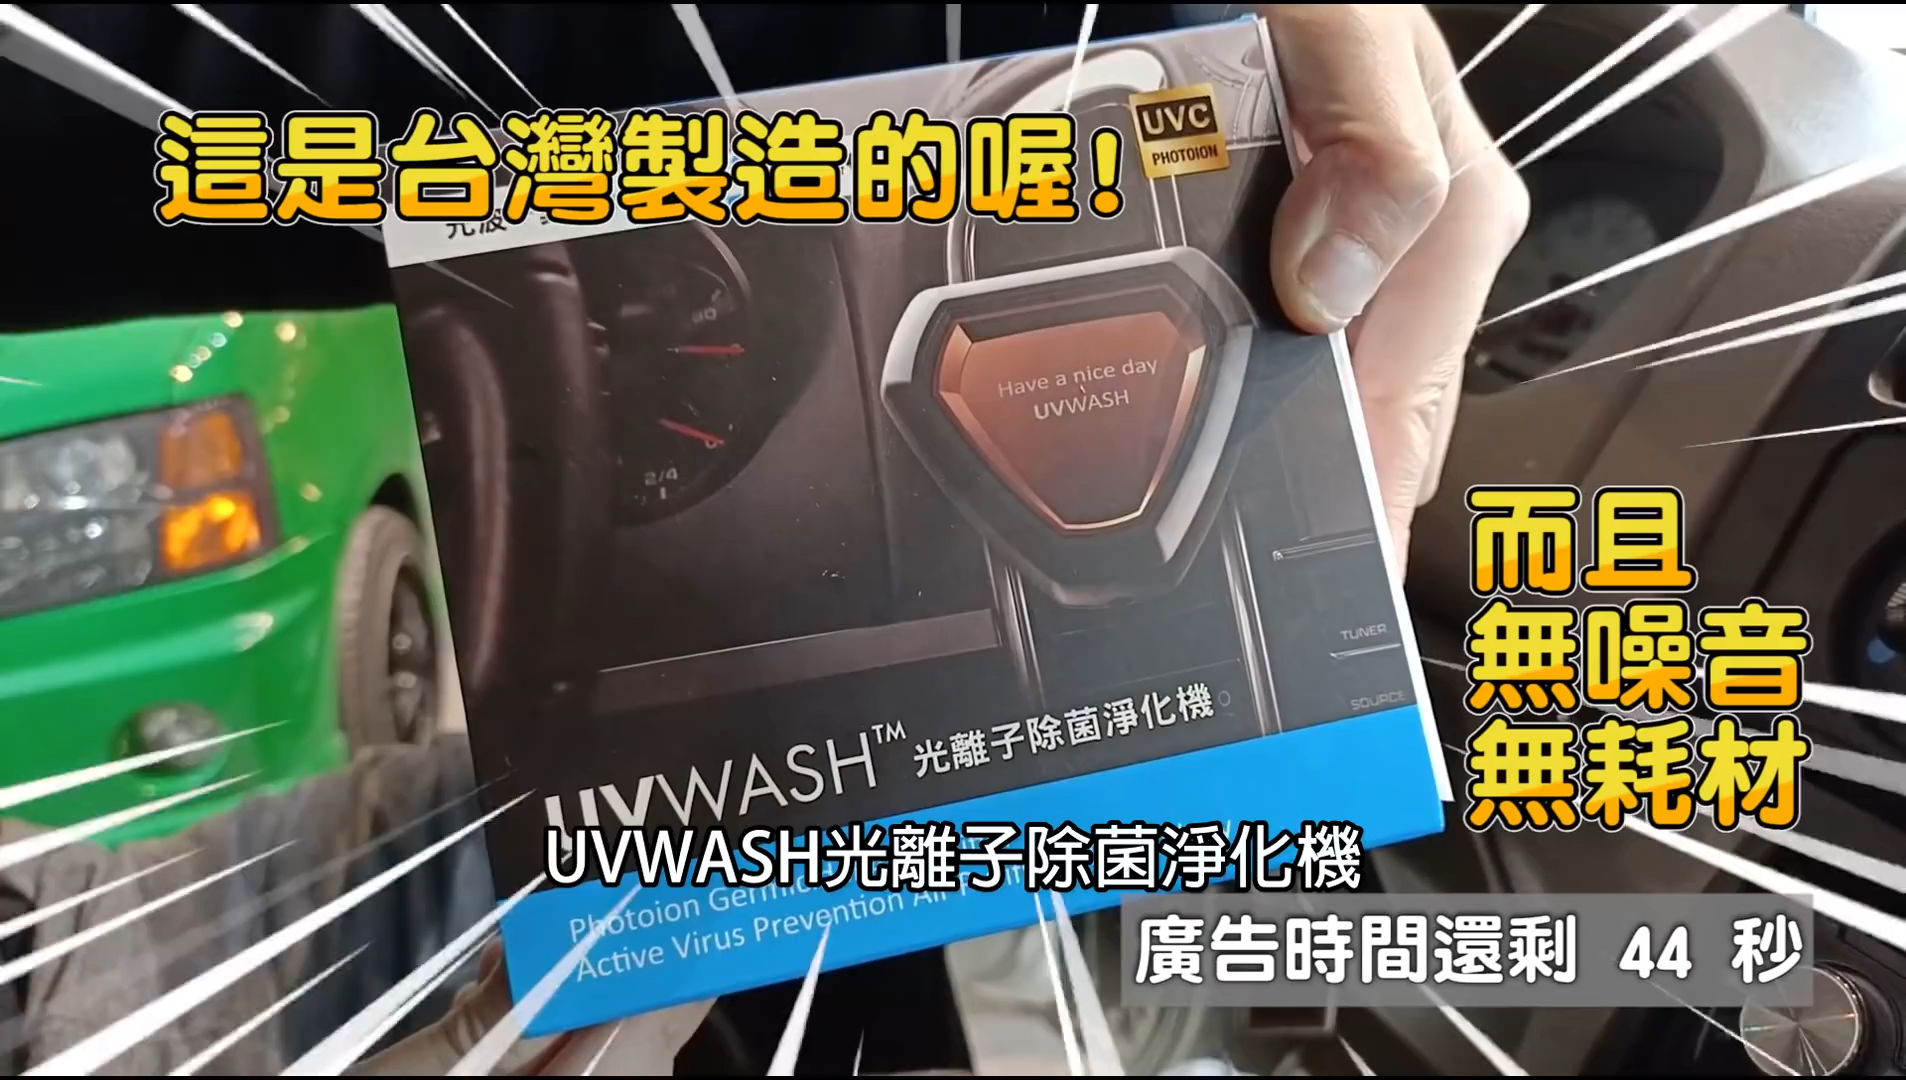 這是台灣製造的喔!
UVC
PHOTOION
Have a nice day
UVWASH
2/4
TUNER
SOURCE
而且
無噪音
無耗材
UVWASH™ 光離子除菌淨化機
UVWASH光離子除菌淨化機
Photoion
Active Virus Prevention Air
廣告時間還剩 44 秒